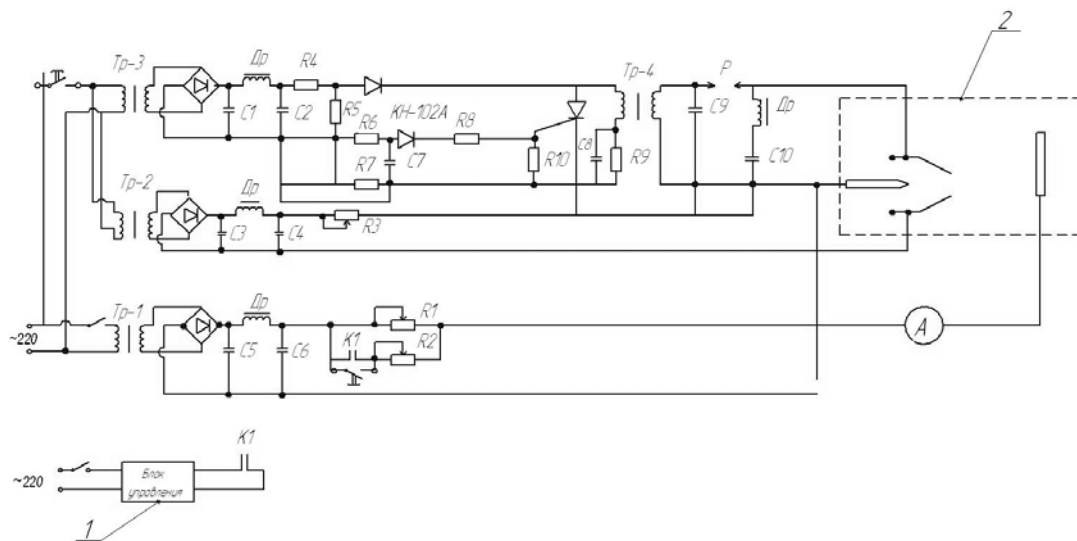 2
Др
Тр-3
R4
Тр-4
Р
C1
C2
R5
КН-102А
C9
Др
R6
R8
C7
R10
C8
R9
C10
R7
Тр-2
Др
C3
C4
R3
Тр-1
Др
R1
~220
C5
C6
K1
R2
А
K1
~220
Блок
управления
1